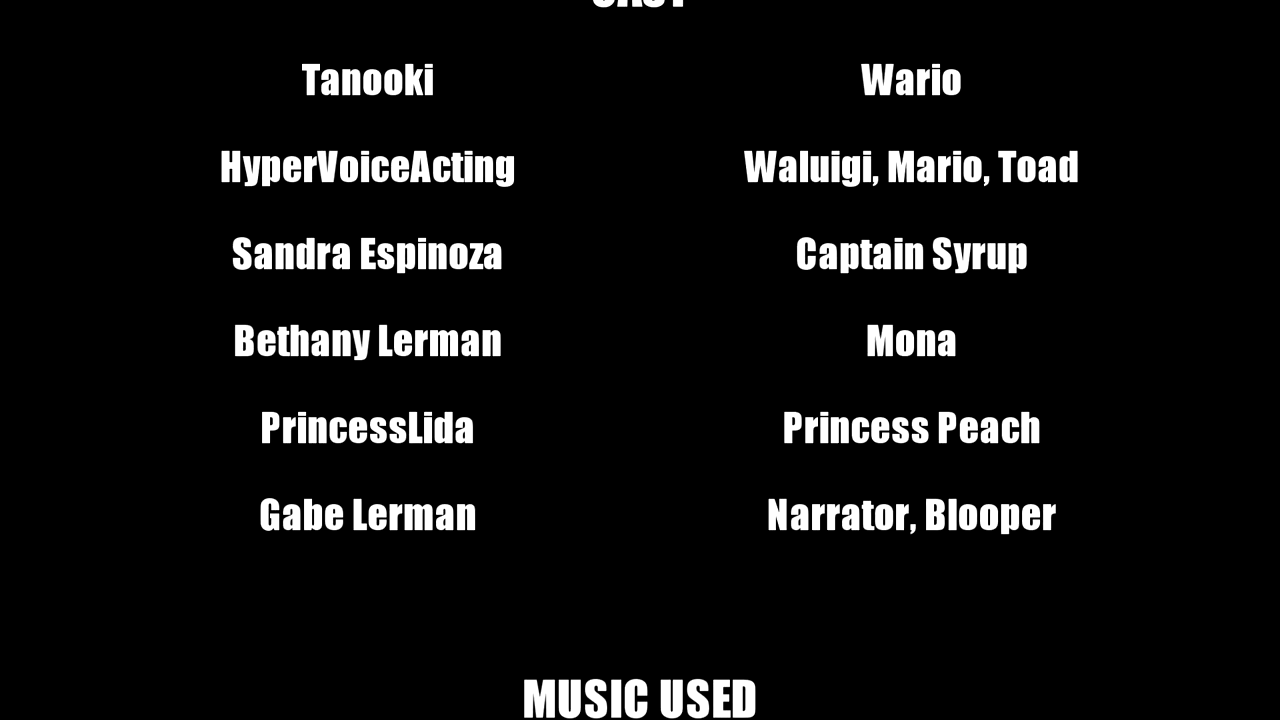 CAST
Tanooki Wario
HyperVoiceActing Waluigi, Mario, Toad
Sandra Espinoza Captain Syrup
Bethany Lerman Mona
PrincessLida Princess Peach
Gabe Lerman Narrator, Blooper
MUSIC USED